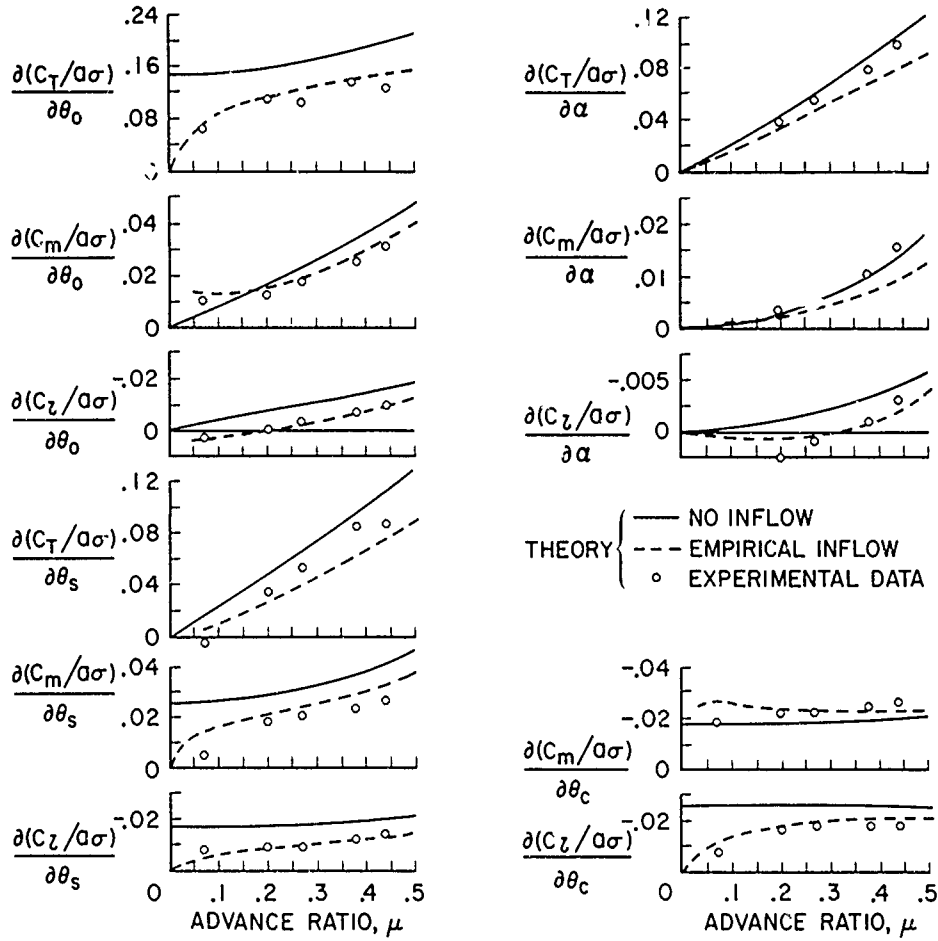 ∂(C_T/aσ)
∂θ_o
.24
.16
.08
∂(C_m/aσ)
∂θ_o
.04
.02
0
∂(C_l/aσ)
∂θ_o
-.02
0
∂(C_T/aσ)
∂θ_s
.12
.08
.04
0
∂(C_m/aσ)
∂θ_s
.04
.02
0
∂(C_l/aσ)
∂θ_s
-.02
0 .1 .2 .3 .4 .5
ADVANCE RATIO, μ
∂(C_T/aσ)
∂α
.12
.08
.04
0
∂(C_m/aσ)
∂α
.02
.01
0
∂(C_l/aσ)
∂α
-.005
0
THEORY { NO INFLOW
EMPIRICAL INFLOW
EXPERIMENTAL DATA
∂(C_m/aσ)
∂θ_c
-.04
-.02
0
∂(C_l/aσ)
∂θ_c
-.02
0 .1 .2 .3 .4 .5
ADVANCE RATIO, μ